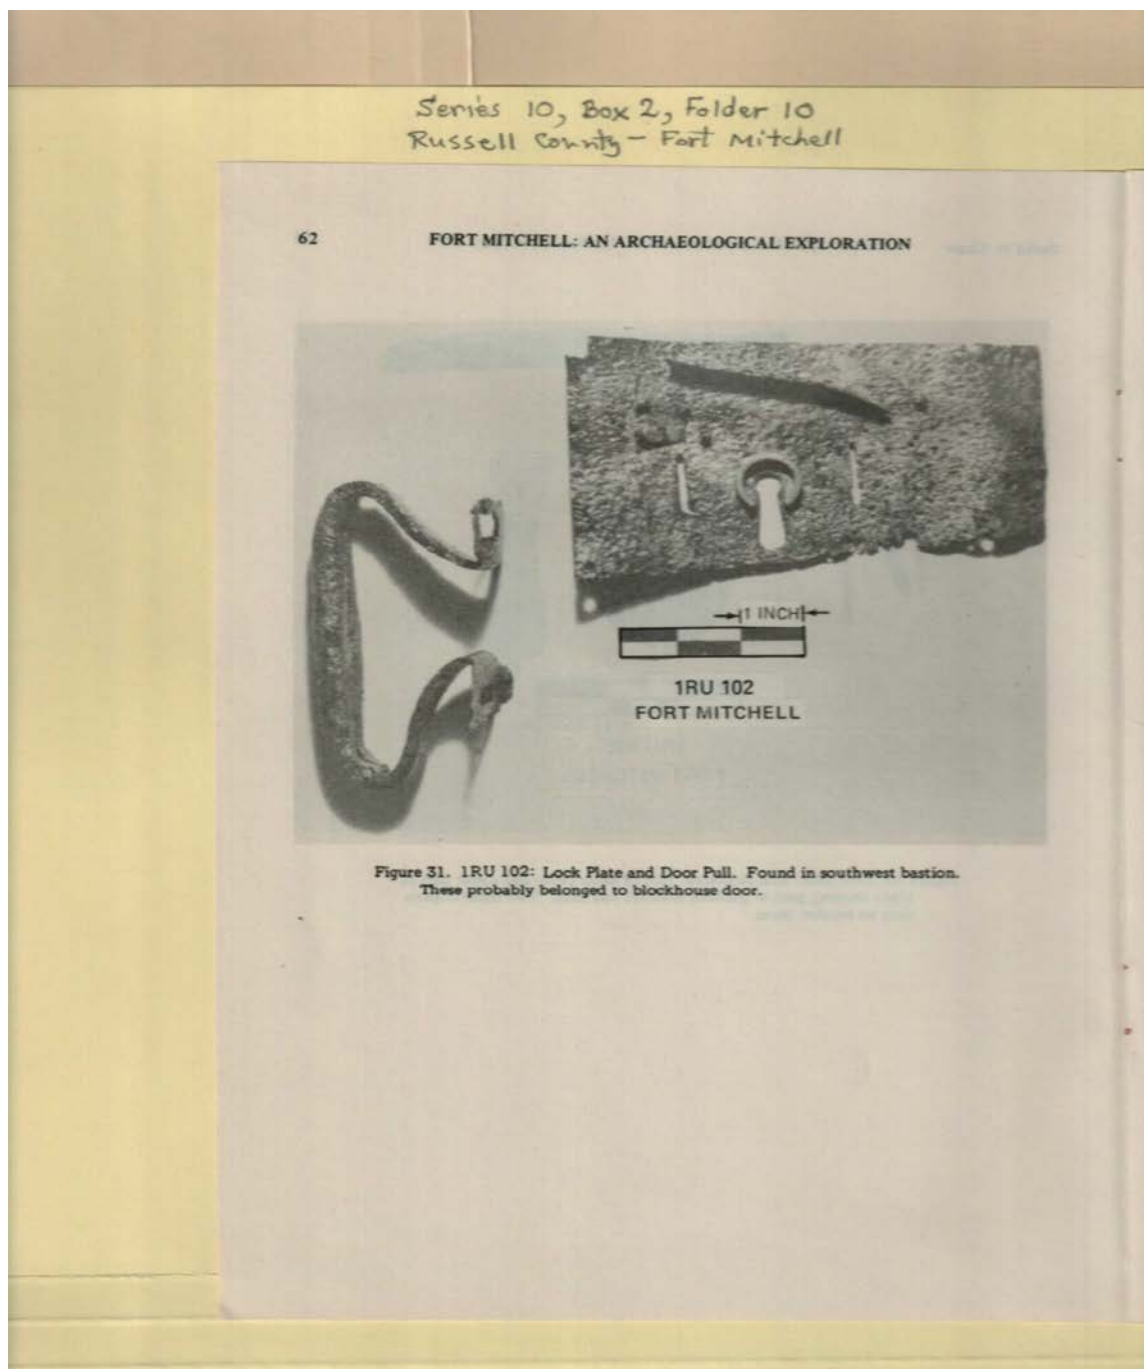 Series 10, Box 2, Folder 10
Russell County - Fort Mitchell
62 FORT MITCHELL: AN ARCHAEOLOGICAL EXPLORATION
1 INCH
1RU 102
FORT MITCHELL
Figure 31. 1RU 102: Lock Plate and Door Pull. Found in southwest bastion.
These probably belonged to blockhouse door.